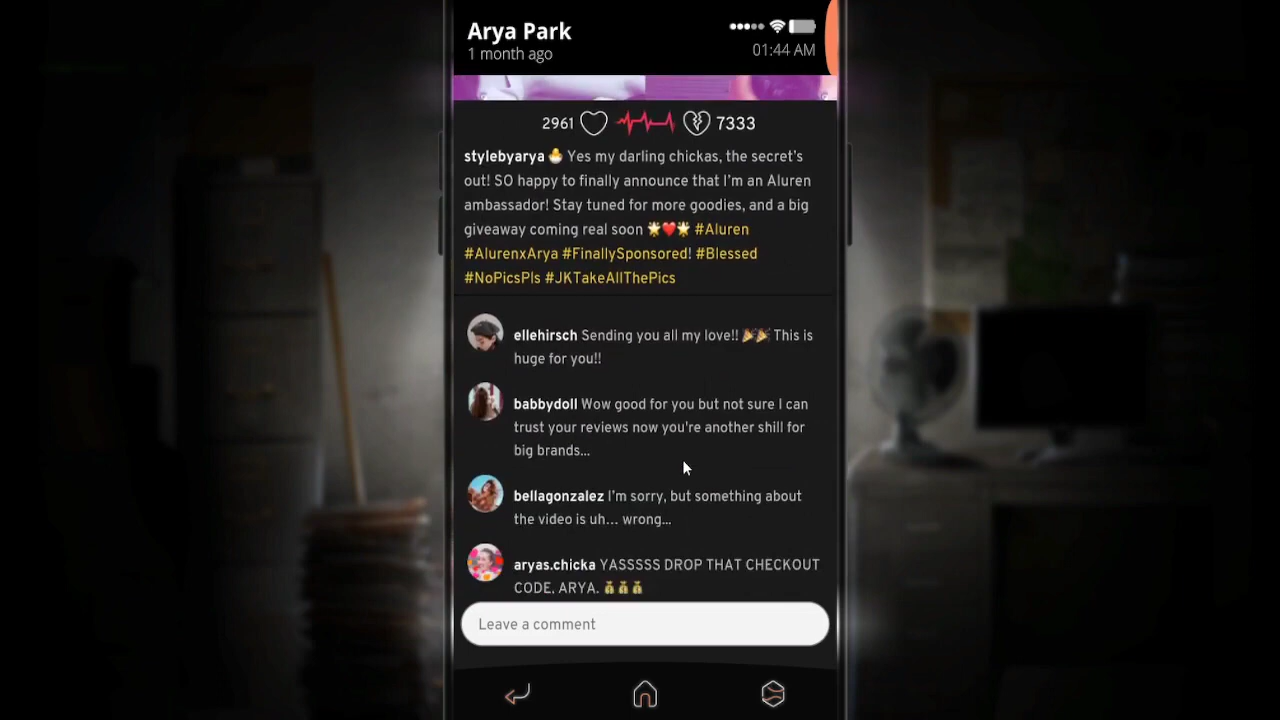 Arya Park
1 month ago
01:44 AM
2961 7333
stylebyarya 🐣 Yes my darling chickas, the secret's
out! SO happy to finally announce that I'm an Aluren
ambassador! Stay tuned for more goodies, and a big
giveaway coming real soon 🌟❤️🌟 #Aluren
#AlurenxArya #FinallySponsored! #Blessed
#NoPicsPls #JKTakeAllThePics
ellehirsch Sending you all my love!! 🎉🎉 This is
huge for you!!
babbydoll Wow good for you but not sure I can
trust your reviews now you're another shill for
big brands...
bellagonzalez I'm sorry, but something about
the video is uh... wrong...
aryas.chicka YASSSSS DROP THAT CHECKOUT
CODE, ARYA. 💰💰💰
Leave a comment